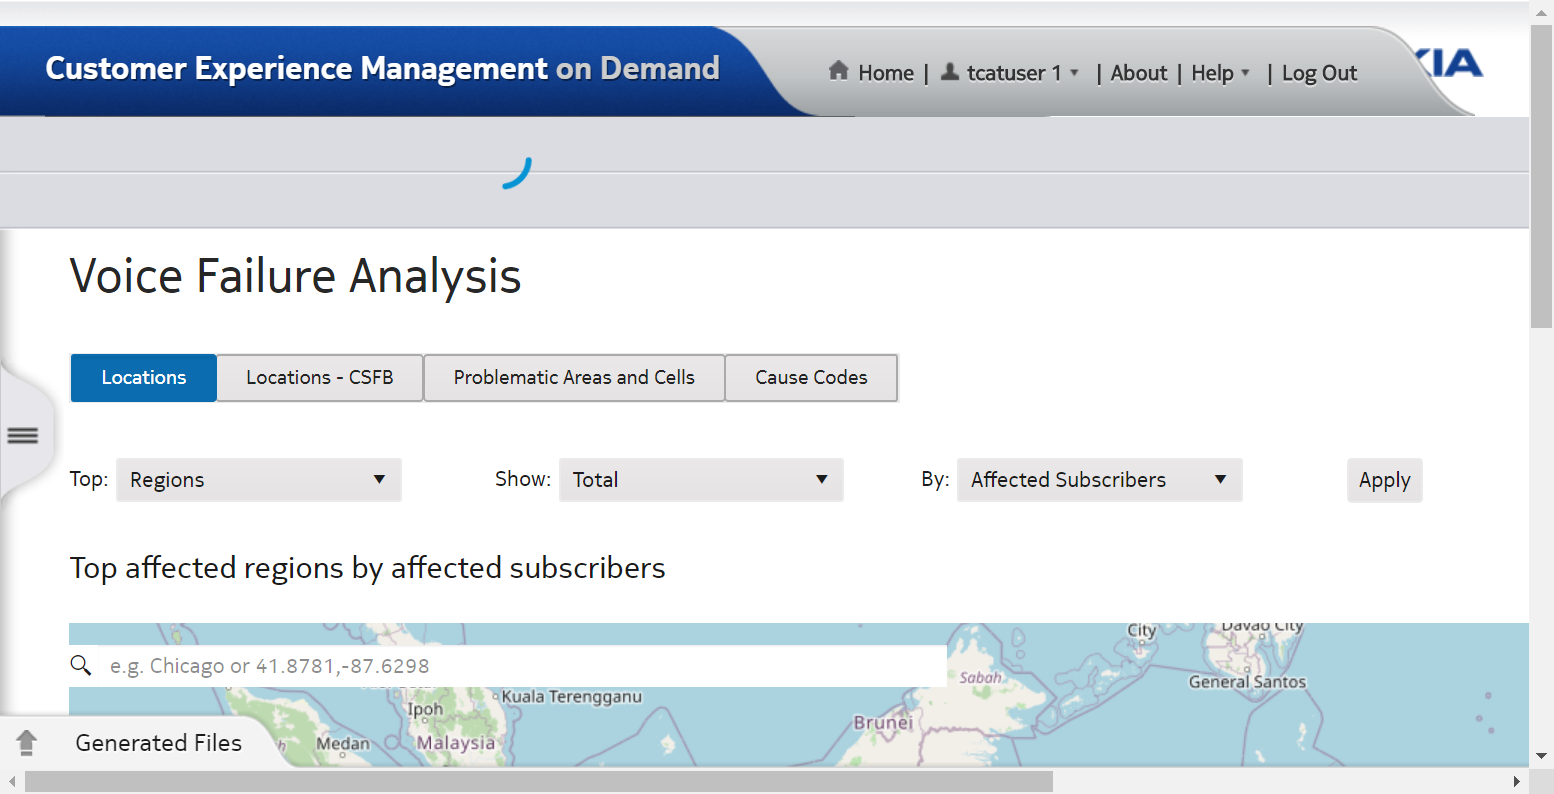 Customer Experience Management on Demand
Home | tcatuser 1 | About | Help | Log Out
Voice Failure Analysis
Locations
Locations - CSFB
Problematic Areas and Cells
Cause Codes
Top: Regions
Show: Total
By: Affected Subscribers
Apply
Top affected regions by affected subscribers
City
Davao City
e.g. Chicago or 41.8781,-87.6298
Sabah
General Santos
Kuala Terengganu
Ipoh
Brunei
Medan
Malaysia
Generated Files